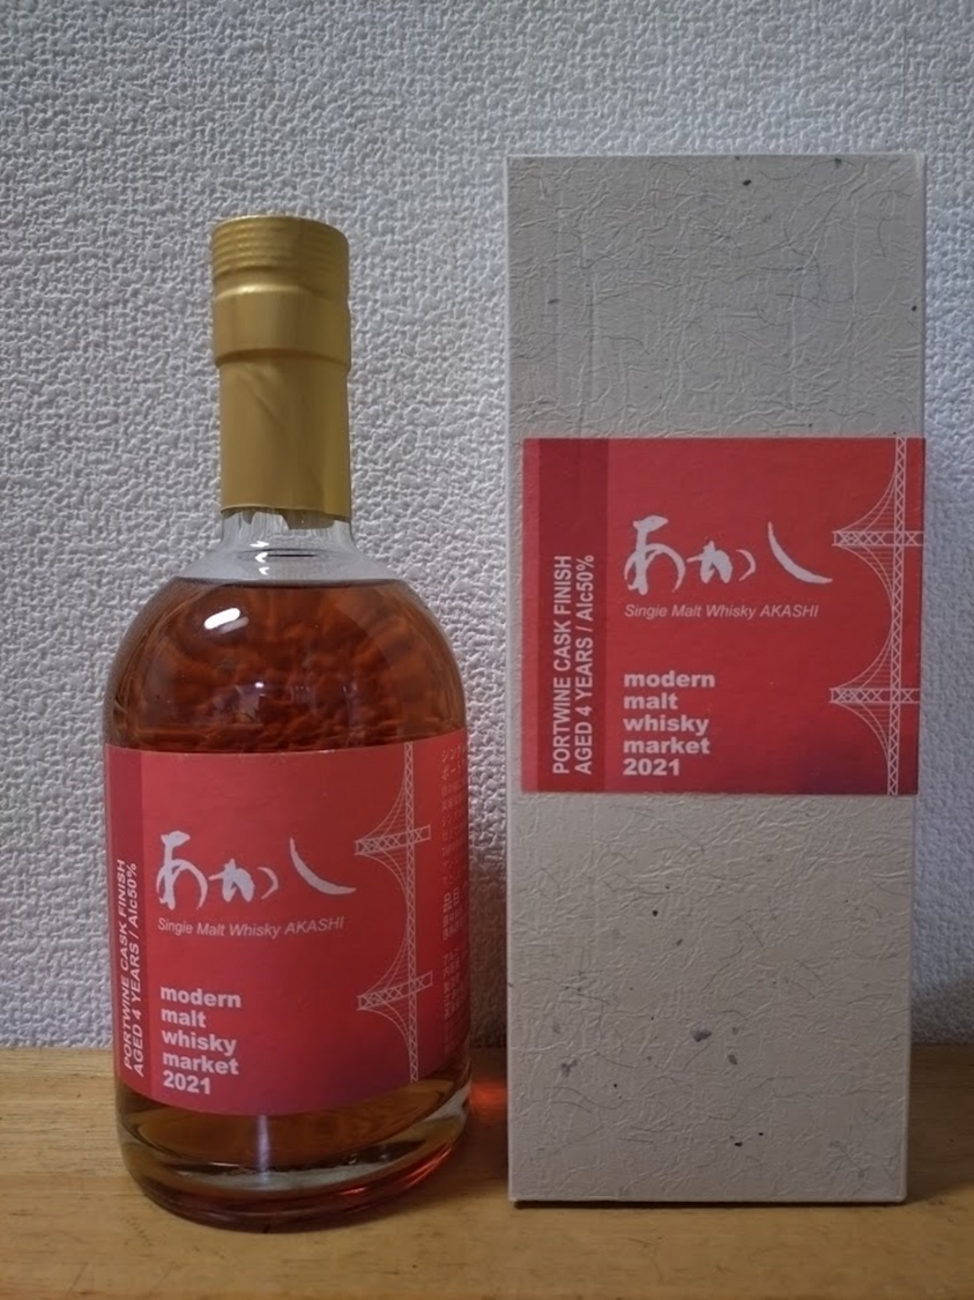 あかし
Single Malt Whisky AKASHI
modern
malt
whisky
market
2021
PORTWINE CASK FINISH
AGED 4 YEARS / Alc50%
あかし
Single Malt Whisky AKASHI
modern
malt
whisky
market
2021
PORTWINE CASK FINISH
AGED 4 YEARS / Alc50%